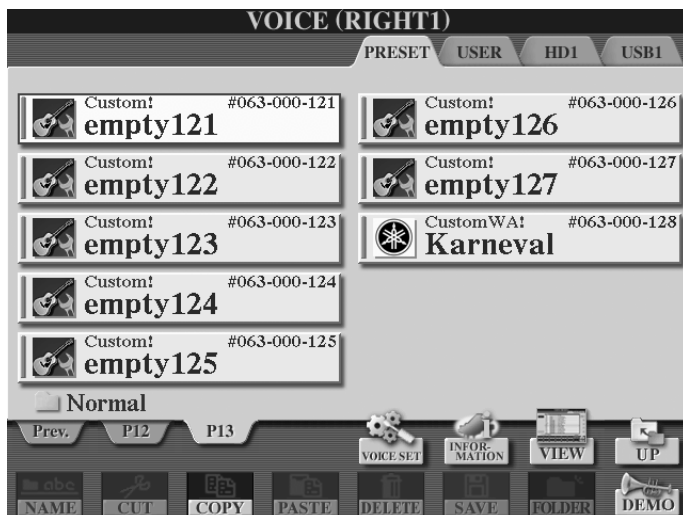 VOICE (RIGHT1)
PRESET USER HD1 USB1
Custom! #063-000-121
empty121
Custom! #063-000-122
empty122
Custom! #063-000-123
empty123
Custom! #063-000-124
empty124
Custom! #063-000-125
empty125
Custom! #063-000-126
empty126
Custom! #063-000-127
empty127
CustomWA! #063-000-128
Karneval
Normal
Prev. P12 P13
VOICE SET
INFOR-
MATION
VIEW
UP
abc
NAME CUT COPY PASTE DELETE SAVE FOLDER DEMO